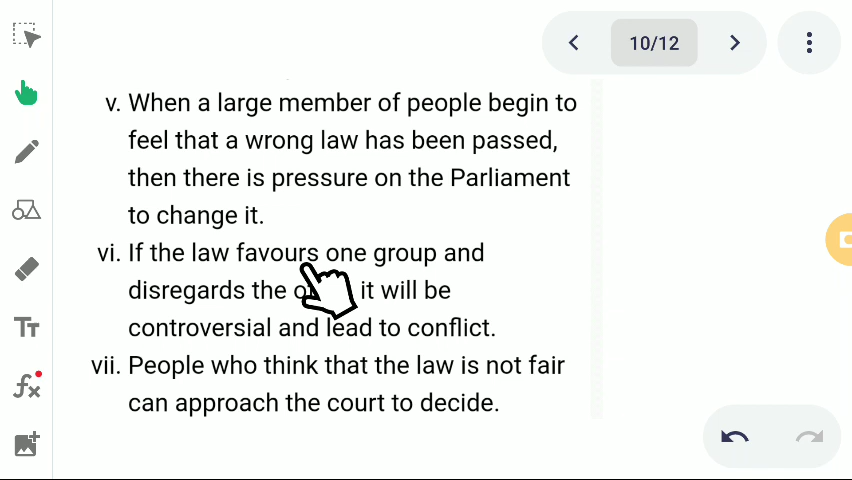 10/12
v. When a large member of people begin to
feel that a wrong law has been passed,
then there is pressure on the Parliament
to change it.
vi. If the law favours one group and
disregards the it will be
controversial and lead to conflict.
vii. People who think that the law is not fair
can approach the court to decide.
Tт
fx